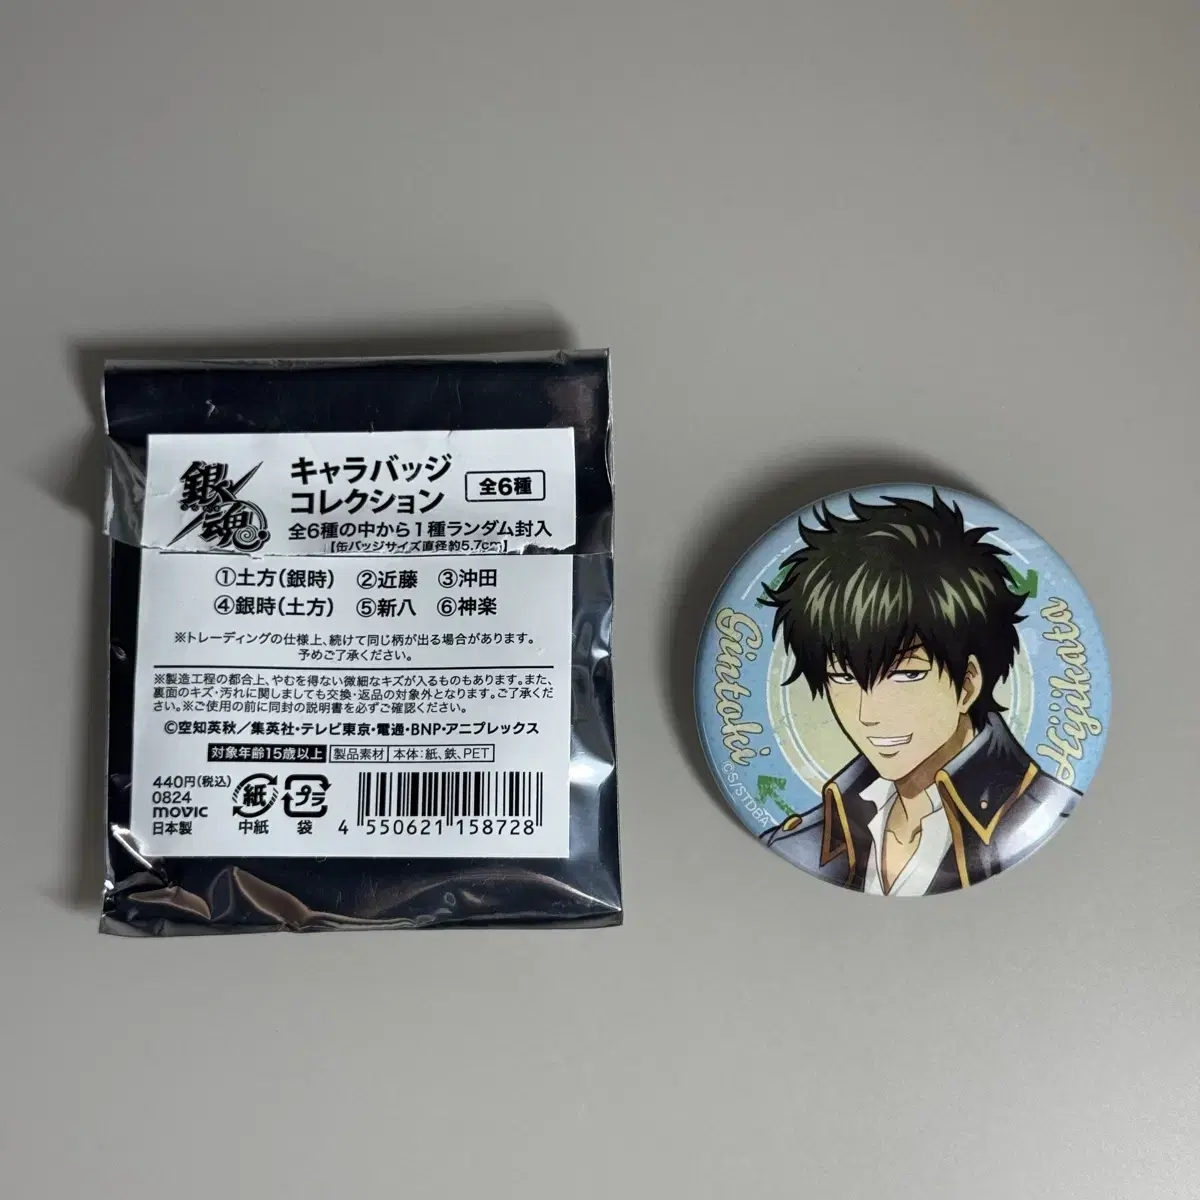 銀魂
キャラバッジ
コレクション
全6種
全6種の中から1種ランダム封入
【缶バッジサイズ直径約5.7cm】
①土方(銀時) ②近藤 ③沖田
④銀時(土方) ⑤新八 ⑥神楽
※トレーディングの仕様上、続けて同じ柄が出る場合があります。
予めご了承ください。
※製造工程の都合上、やむを得ない微細なキズが入るものもあります。また、
裏面のキズ・汚れに関しましても交換・返品の対象外となります。ご了承くだ
さい。※ご使用の前に同封の説明書を必ずご確認ください。
©空知英秋/集英社・テレビ東京・電通・BNP・アニプレックス
対象年齢15歳以上 製品素材 本体:紙、鉄、PET
440円(税込)
0824
movic
日本製
紙
中紙
プラ
袋
4 550621 158728
Gintoki
Hijikata
©S/STDBA